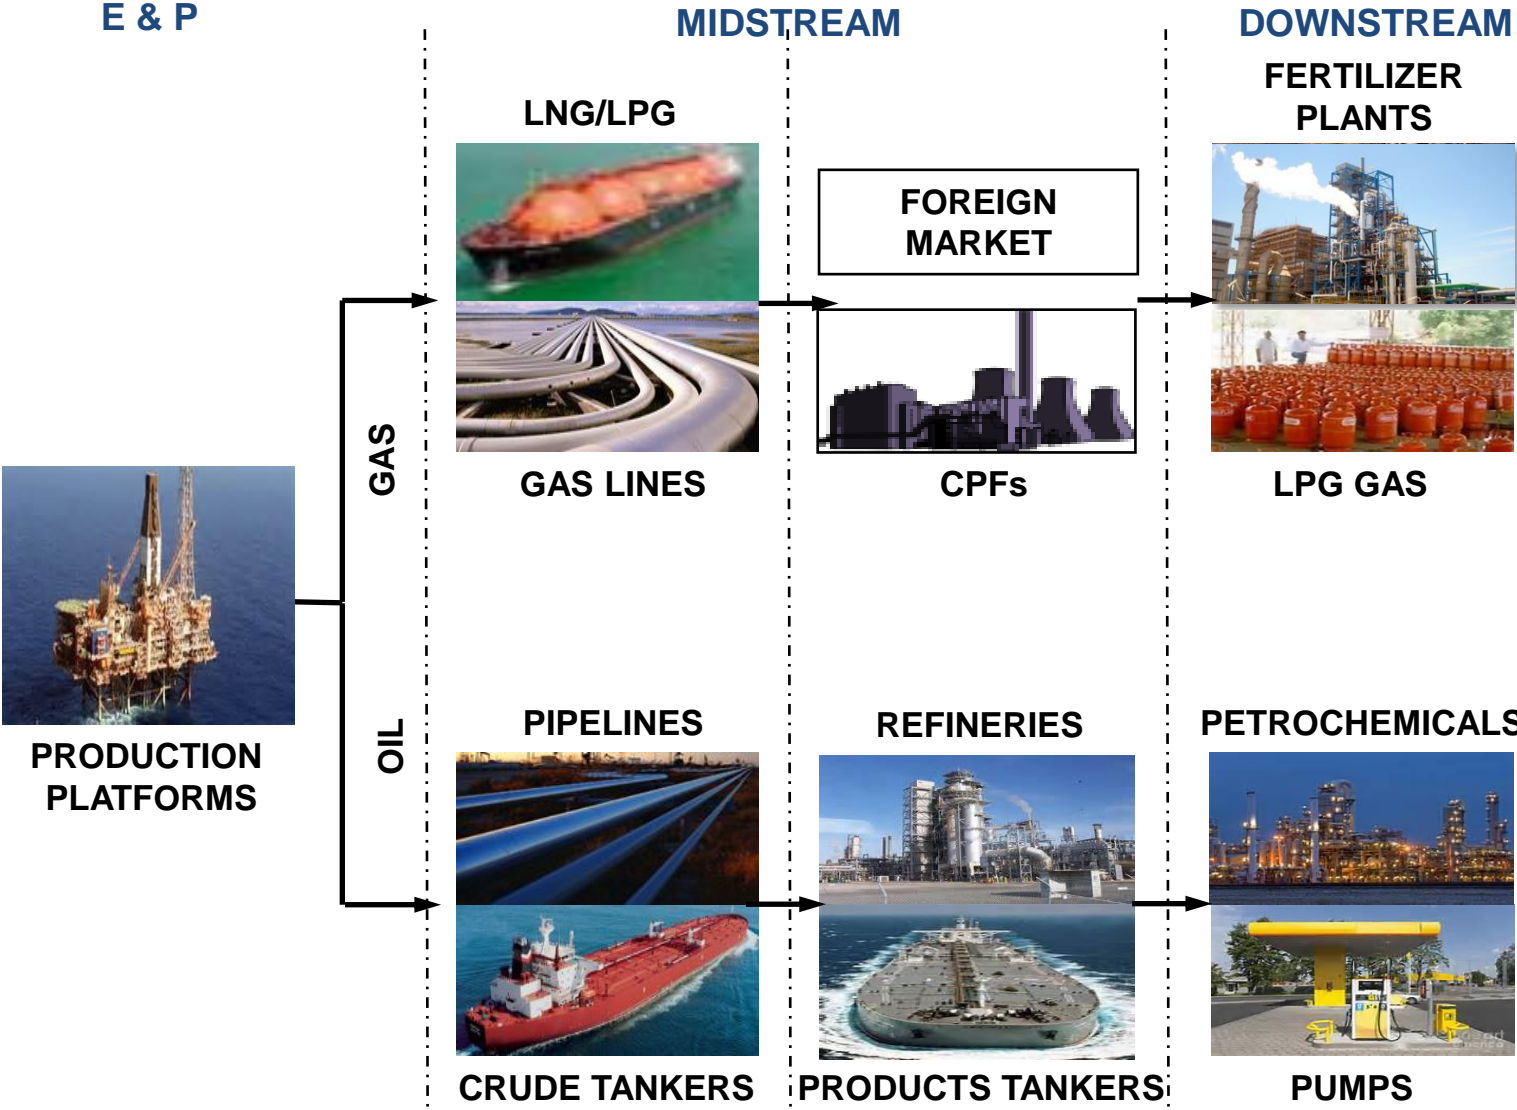 E & P
MIDSTREAM
DOWNSTREAM
LNG/LPG
FERTILIZER
PLANTS
FOREIGN
MARKET
GAS
GAS LINES
CPFs
LPG GAS
PRODUCTION
PLATFORMS
OIL
PIPELINES
REFINERIES
PETROCHEMICALS
CRUDE TANKERS
PRODUCTS TANKERS
PUMPS